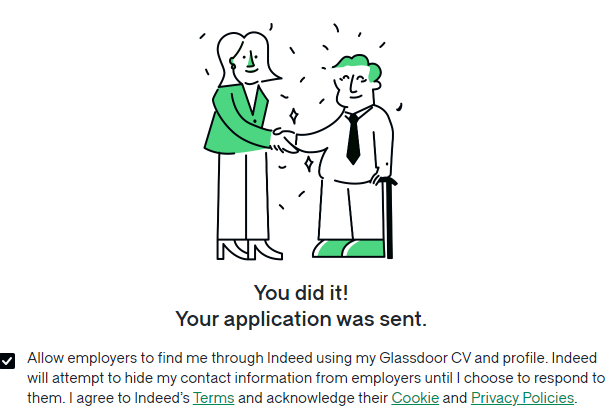 You did it!
Your application was sent.
Allow employers to find me through Indeed using my Glassdoor CV and profile. Indeed
will attempt to hide my contact information from employers until I choose to respond to
them. I agree to Indeed's Terms and acknowledge their Cookie and Privacy Policies.